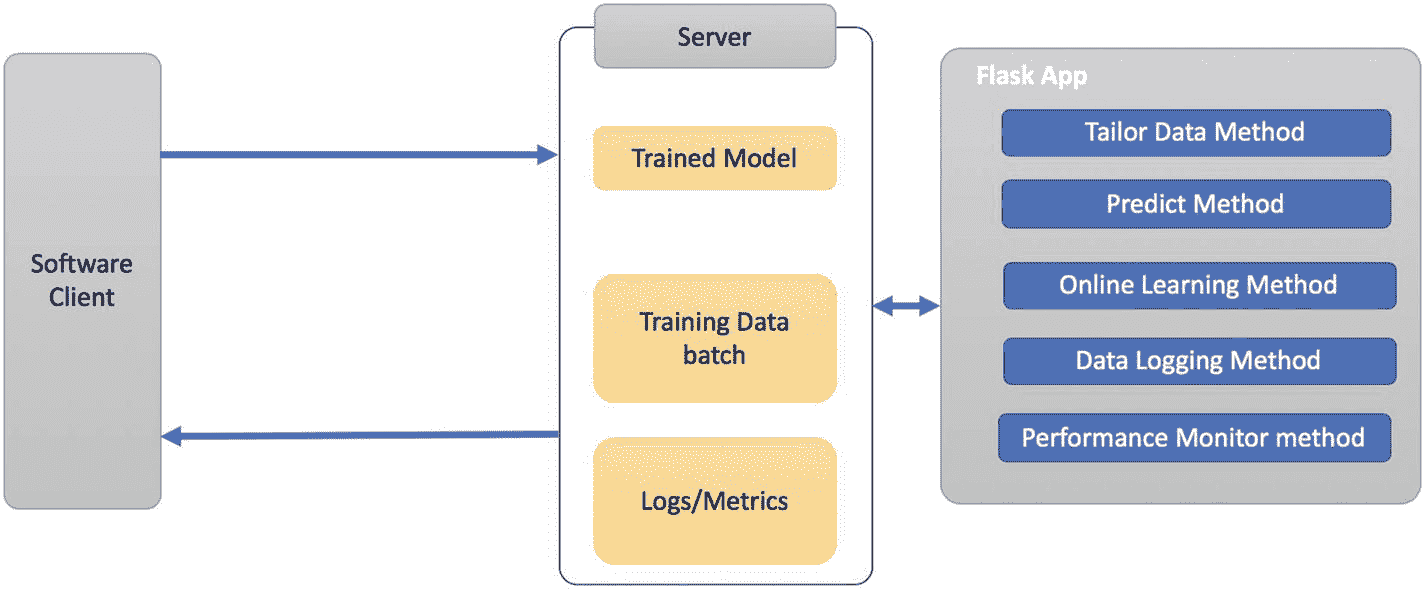 Server
Flask App
Software
Client
Trained Model
Training Data
batch
Logs/Metrics
Tailor Data Method
Predict Method
Online Learning Method
Data Logging Method
Performance Monitor method